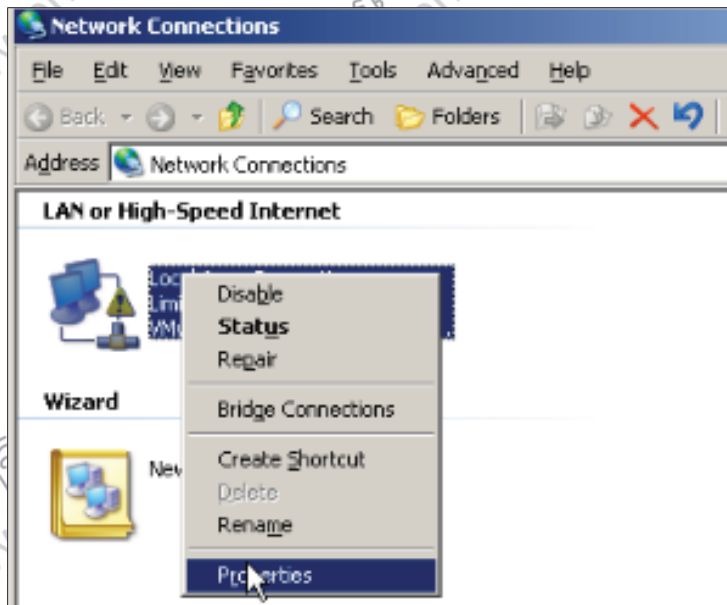 Network Connections
File Edit View Favorites Tools Advanced Help
Back Search Folders
Address Network Connections
LAN or High-Speed Internet
Disable
Status
Repair
Wizard
Bridge Connections
Create Shortcut
Delete
Rename
Properties